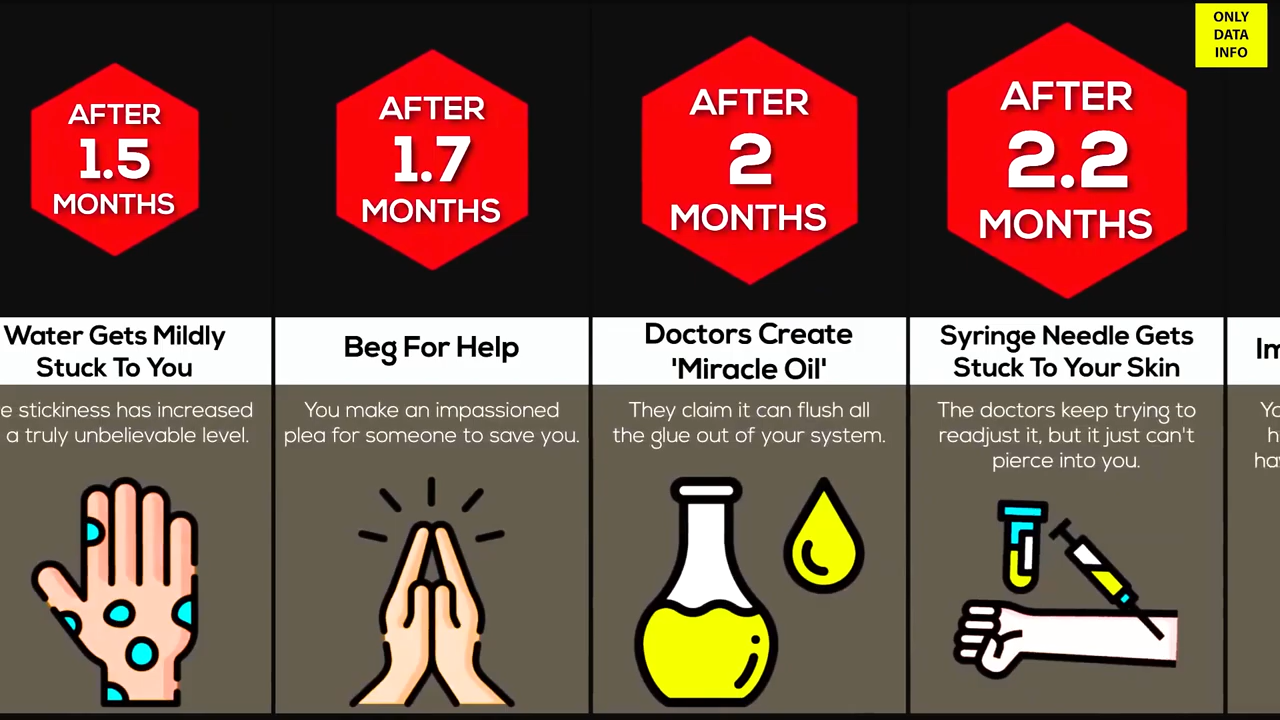 ONLY
DATA
INFO
AFTER
1.5
MONTHS
Water Gets Mildly
Stuck To You
stickiness has increased
a truly unbelievable level.
AFTER
1.7
MONTHS
Beg For Help
You make an impassioned
plea for someone to save you.
AFTER
2
MONTHS
Doctors Create
'Miracle Oil'
They claim it can flush all
the glue out of your system.
AFTER
2.2
MONTHS
Syringe Needle Gets
Stuck To Your Skin
The doctors keep trying to
readjust it, but it just can't
pierce into you.